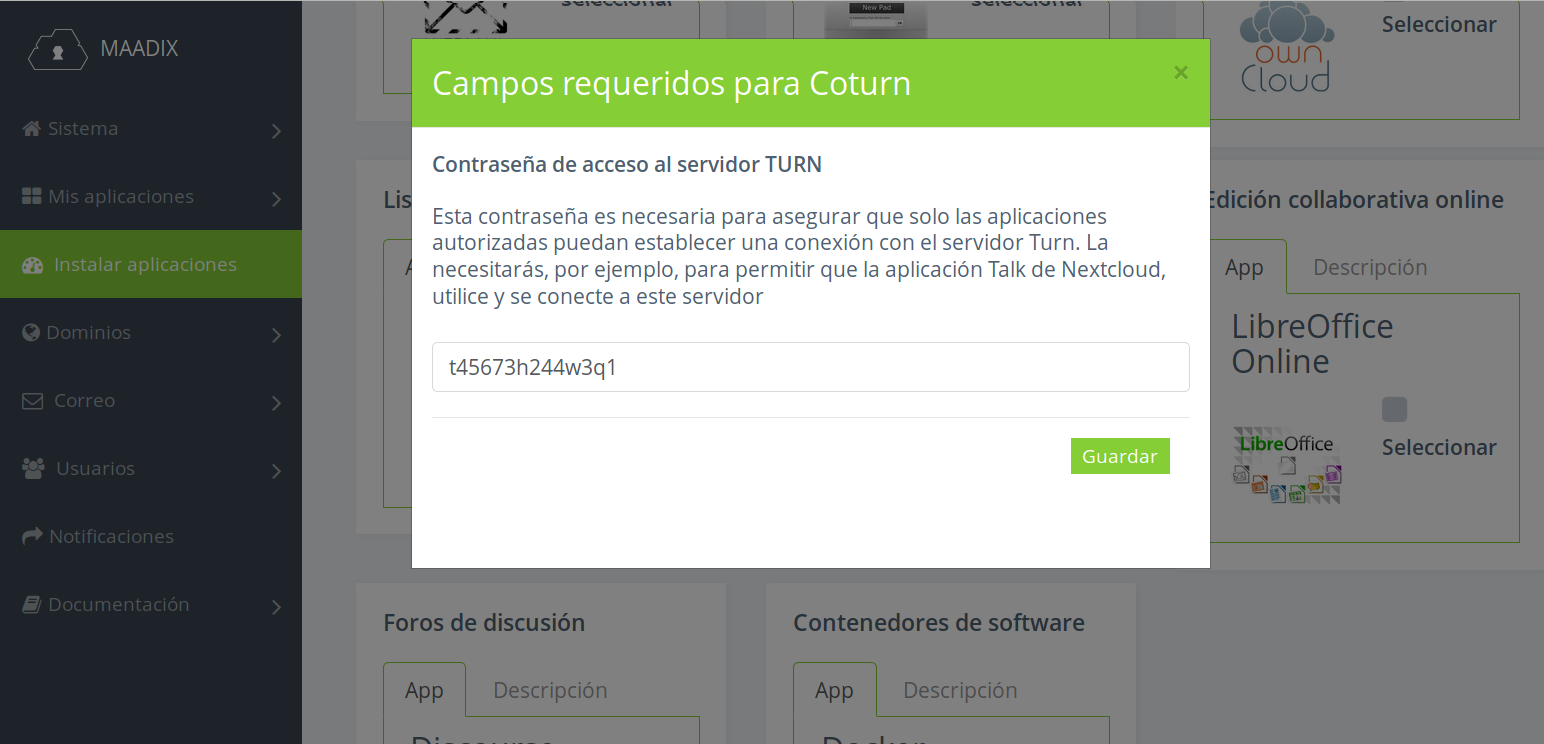 MAADIX
Sistema
Mis aplicaciones
Instalar aplicaciones
Dominios
Correo
Usuarios
Notificaciones
Documentación
Seleccionar
New Pad
Seleccionar
own
Cloud
Seleccionar
Campos requeridos para Coturn
×
Contraseña de acceso al servidor TURN
Esta contraseña es necesaria para asegurar que solo las aplicaciones
autorizadas puedan establecer una conexión con el servidor Turn. La
necesitarás, por ejemplo, para permitir que la aplicación Talk de Nextcloud,
utilice y se conecte a este servidor
t45673h244w3q1
Guardar
Lis
Edición colaborativa online
App
Descripción
LibreOffice
Online
LibreOffice
Seleccionar
Foros de discusión
App
Descripción
Discourse
Contenedores de software
App
Descripción
Docker